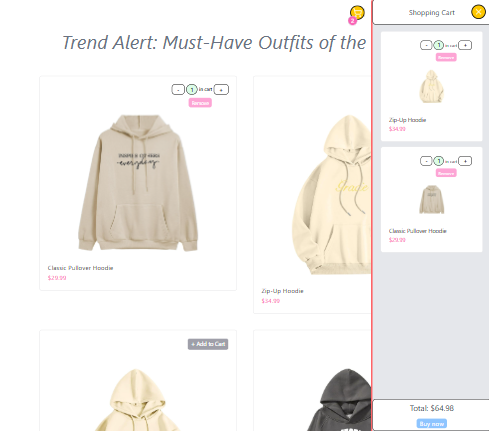 2
Trend Alert: Must-Have Outfits of the
- 1 in cart +
Remove
everyday
Classic Pullover Hoodie
$29.99
Zip-Up Hoodie
$34.99
+ Add to Cart
Shopping Cart
- 1 in cart +
Remove
Zip-Up Hoodie
$34.99
- 1 in cart +
Remove
Classic Pullover Hoodie
$29.99
Total: $64.98
Buy now